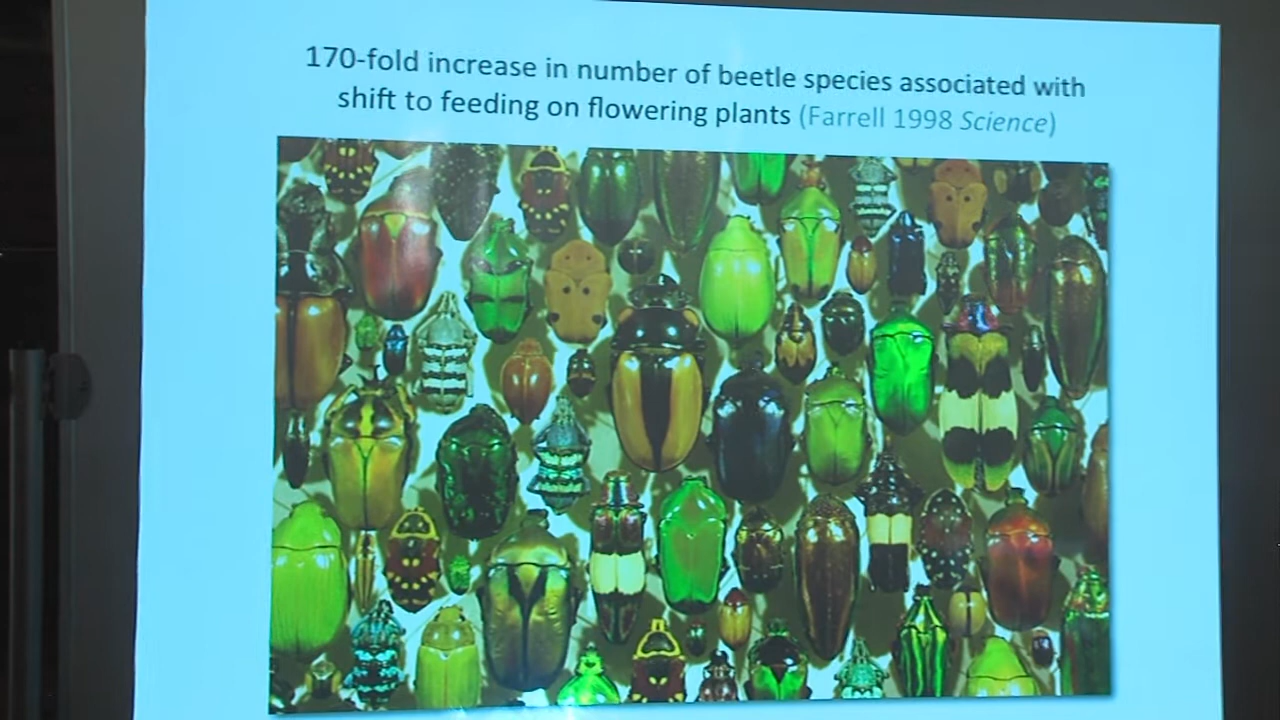 170-fold increase in number of beetle species associated with
shift to feeding on flowering plants (Farrell 1998 Science)